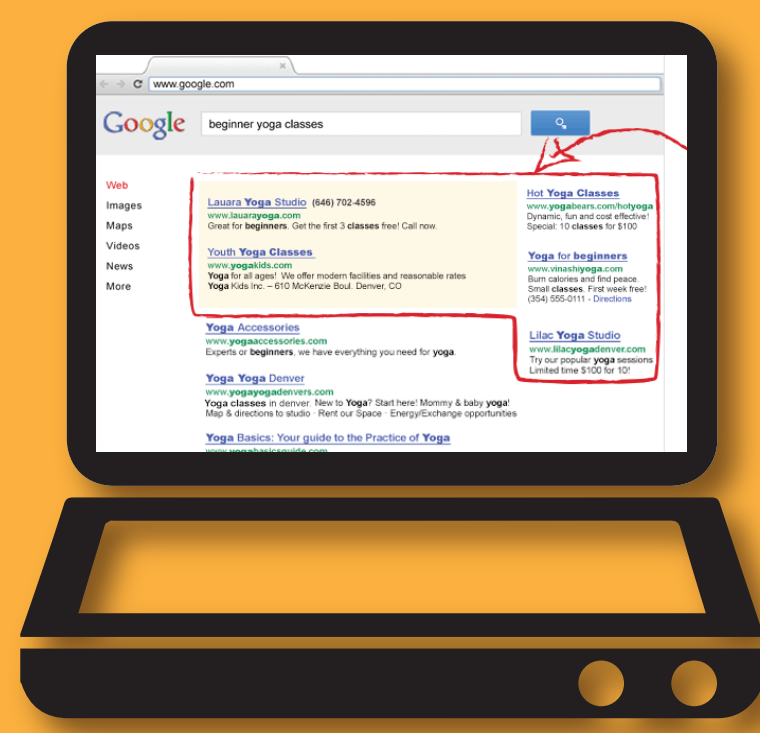 www.google.com
Google
beginner yoga classes
Web
Images
Maps
Videos
News
More
Lauara Yoga Studio (646) 702-4596
www.lauarayoga.com
Great for beginners. Get the first 3 classes free! Call now.
Youth Yoga Classes
www.yogakids.com
Yoga for all ages! We offer modern facilities and reasonable rates
Yoga Kids Inc. – 610 McKenzie Boul. Denver, CO
Yoga Accessories
www.yogaaccessories.com
Experts or beginners, we have everything you need for yoga.
Yoga Yoga Denver
www.yogayogadenvers.com
Yoga classes in denver. New to Yoga? Start here! Mommy & baby yoga!
Map & directions to studio · Rent our Space · Energy/Exchange opportunities
Yoga Basics: Your guide to the Practice of Yoga
www.yogabasicsguide.com
Hot Yoga Classes
www.yogabears.com/hotyoga
Dynamic, fun and cost effective!
Special: 10 classes for $100
Yoga for beginners
www.vinashiyoga.com
Burn calories and find peace.
Small classes. First week free!
(354) 555-0111 - Directions
Lilac Yoga Studio
www.lilacyogadenver.com
Try our popular yoga sessions
Limited time $100 for 10!